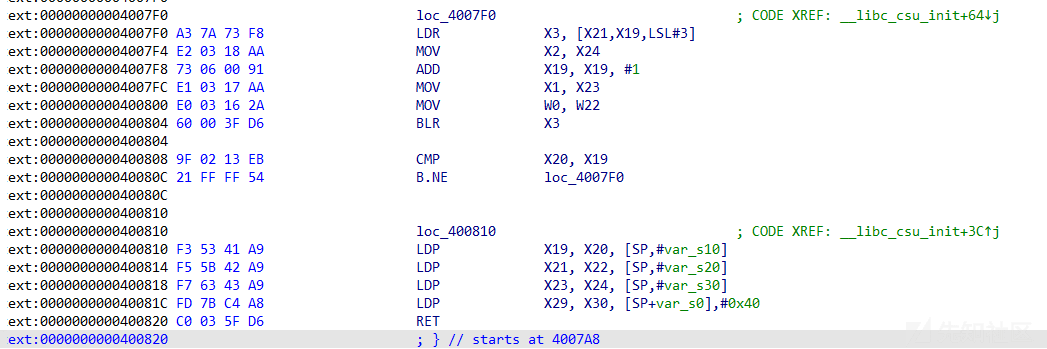 ext:00000000004007F0 loc_4007F0 ; CODE XREF: __libc_csu_init+64↓j
ext:00000000004007F0 A3 7A 73 F8 LDR X3, [X21,X19,LSL#3]
ext:00000000004007F4 E2 03 18 AA MOV X2, X24
ext:00000000004007F8 73 06 00 91 ADD X19, X19, #1
ext:00000000004007FC E1 03 17 AA MOV X1, X23
ext:0000000000400800 E0 03 16 2A MOV W0, W22
ext:0000000000400804 60 00 3F D6 BLR X3
ext:0000000000400804
ext:0000000000400808 9F 02 13 EB CMP X20, X19
ext:000000000040080C 21 FF FF 54 B.NE loc_4007F0
ext:000000000040080C
ext:0000000000400810
ext:0000000000400810 loc_400810 ; CODE XREF: __libc_csu_init+3C↑j
ext:0000000000400810 F3 53 41 A9 LDP X19, X20, [SP,#var_s10]
ext:0000000000400814 F5 5B 42 A9 LDP X21, X22, [SP,#var_s20]
ext:0000000000400818 F7 63 43 A9 LDP X23, X24, [SP,#var_s30]
ext:000000000040081C FD 7B C4 A8 LDP X29, X30, [SP+var_s0],#0x40
ext:0000000000400820 C0 03 5F D6 RET
ext:0000000000400820 ; } // starts at 4007A8